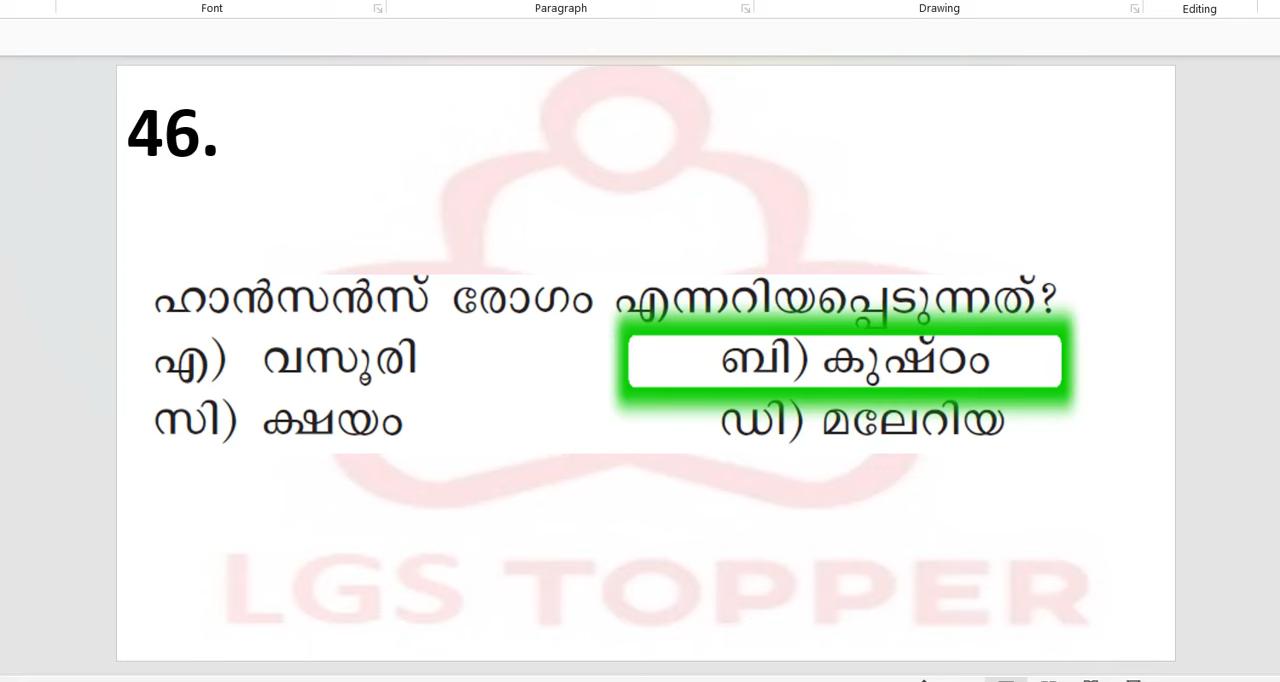 Font Paragraph Drawing Editing
46.
ഹാൻസൻസ് രോഗം എന്നറിയപ്പെടുന്നത്?
എ) വസൂരി ബി) കുഷ്ഠം
സി) ക്ഷയം ഡി) മലേറിയ
LGS TOPPER